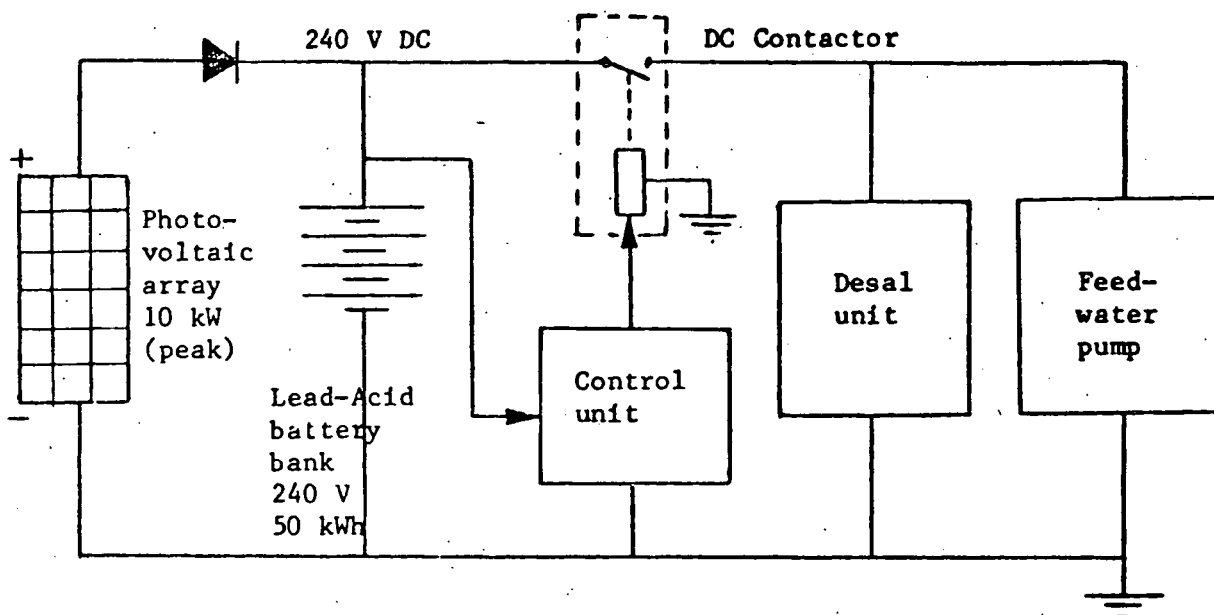 240 V DC
DC Contactor
+
Photo-
voltaic
array
10 kW
(peak)
-
Lead-Acid
battery
bank
240 V
50 kWh
Control
unit
Desal
unit
Feed-
water
pump